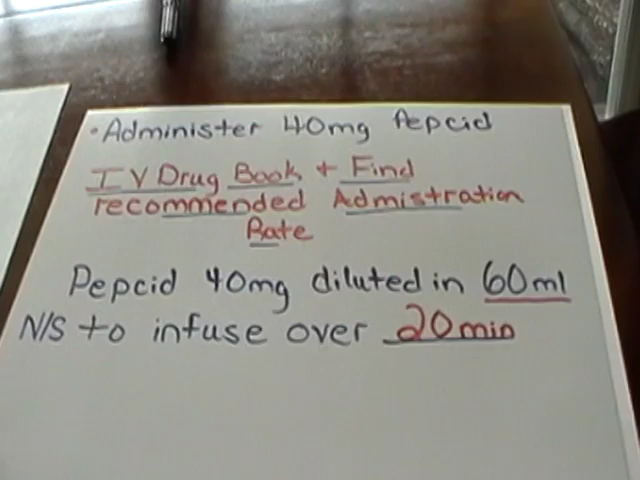 • Administer 40mg Pepcid
IV Drug Book + Find
recommended Admistration
Rate
Pepcid 40mg diluted in 60ml
N/S to infuse over 20min